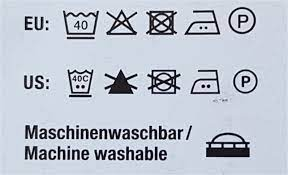 EU: 40 P
US: 40C P
Maschinenwaschbar /
Machine washable